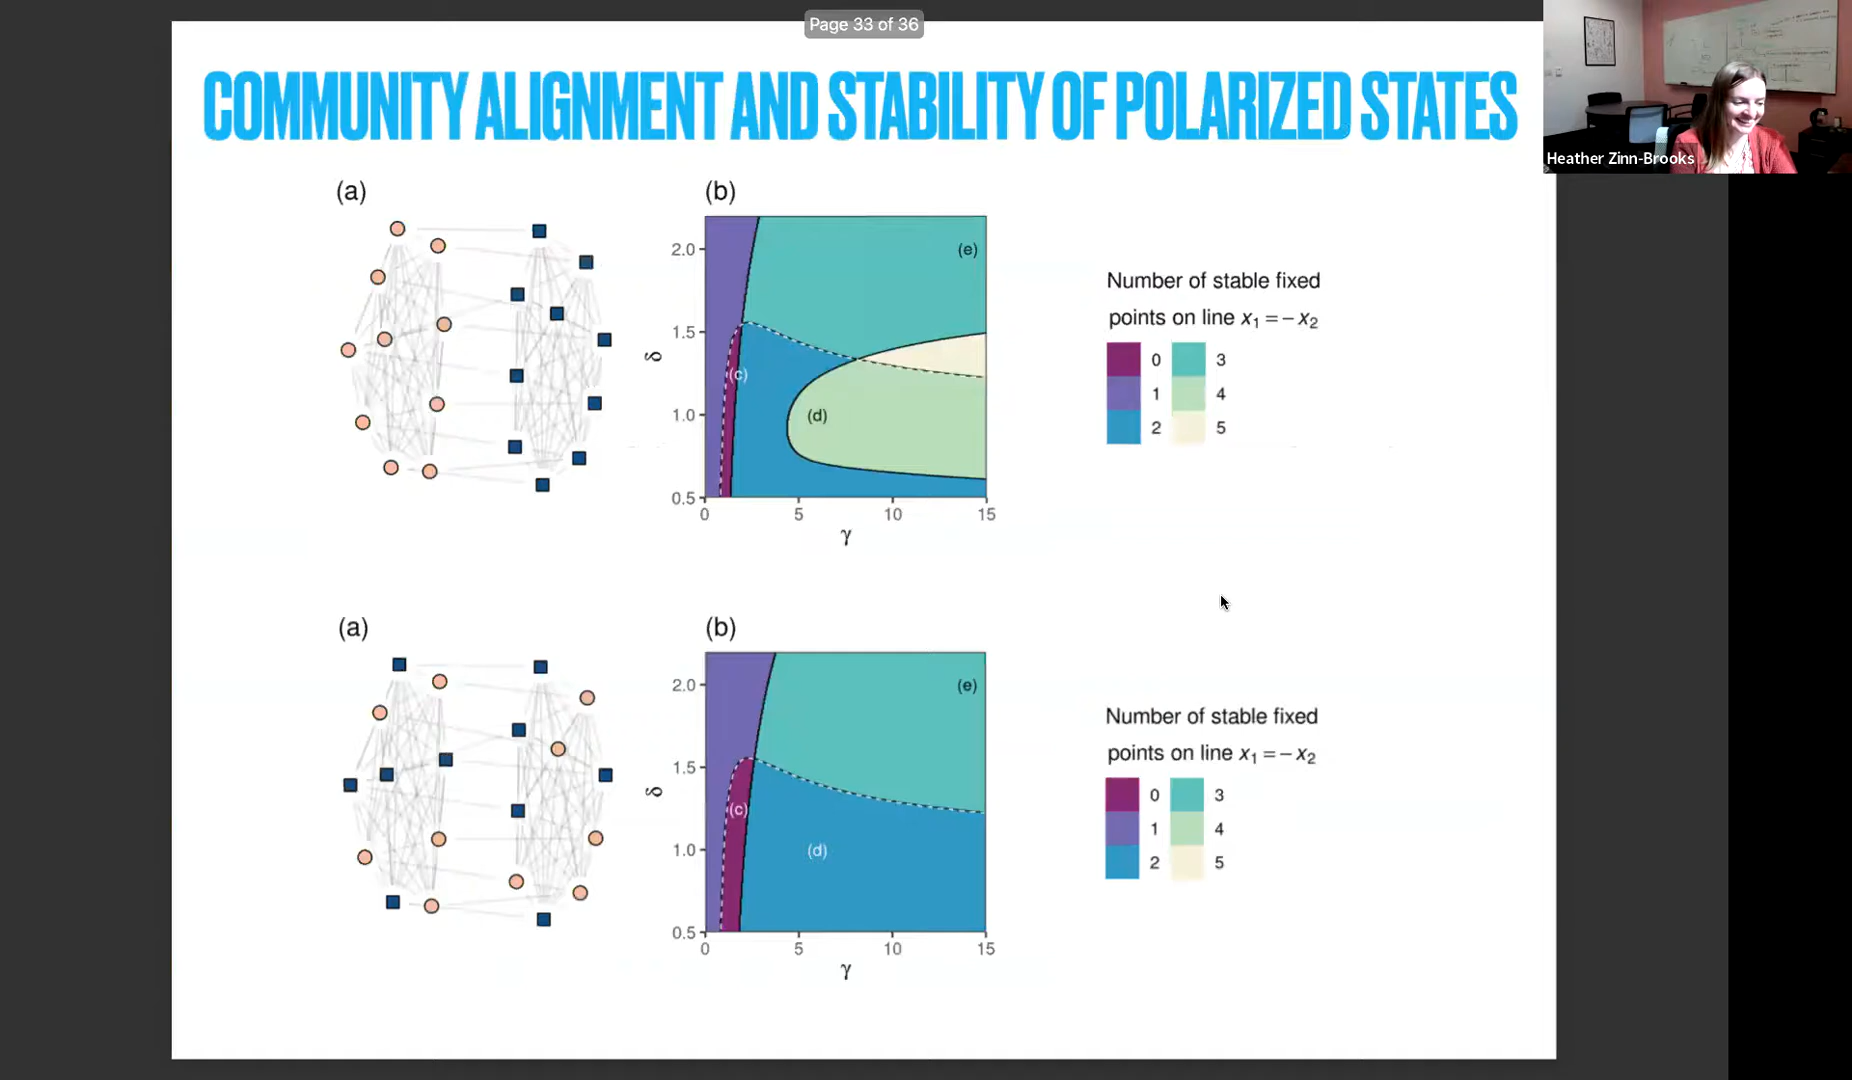 Page 33 of 36
COMMUNITY ALIGNMENT AND STABILITY OF POLARIZED STATES
Heather Zinn-Brooks
(a)
(b)
2.0
1.5
1.0
0.5
δ
(e)
(c)
(d)
0 5 10 15
γ
Number of stable fixed
points on line x₁ = − x₂
0 3
1 4
2 5
(a)
(b)
2.0
1.5
1.0
0.5
δ
(e)
(c)
(d)
0 5 10 15
γ
Number of stable fixed
points on line x₁ = − x₂
0 3
1 4
2 5